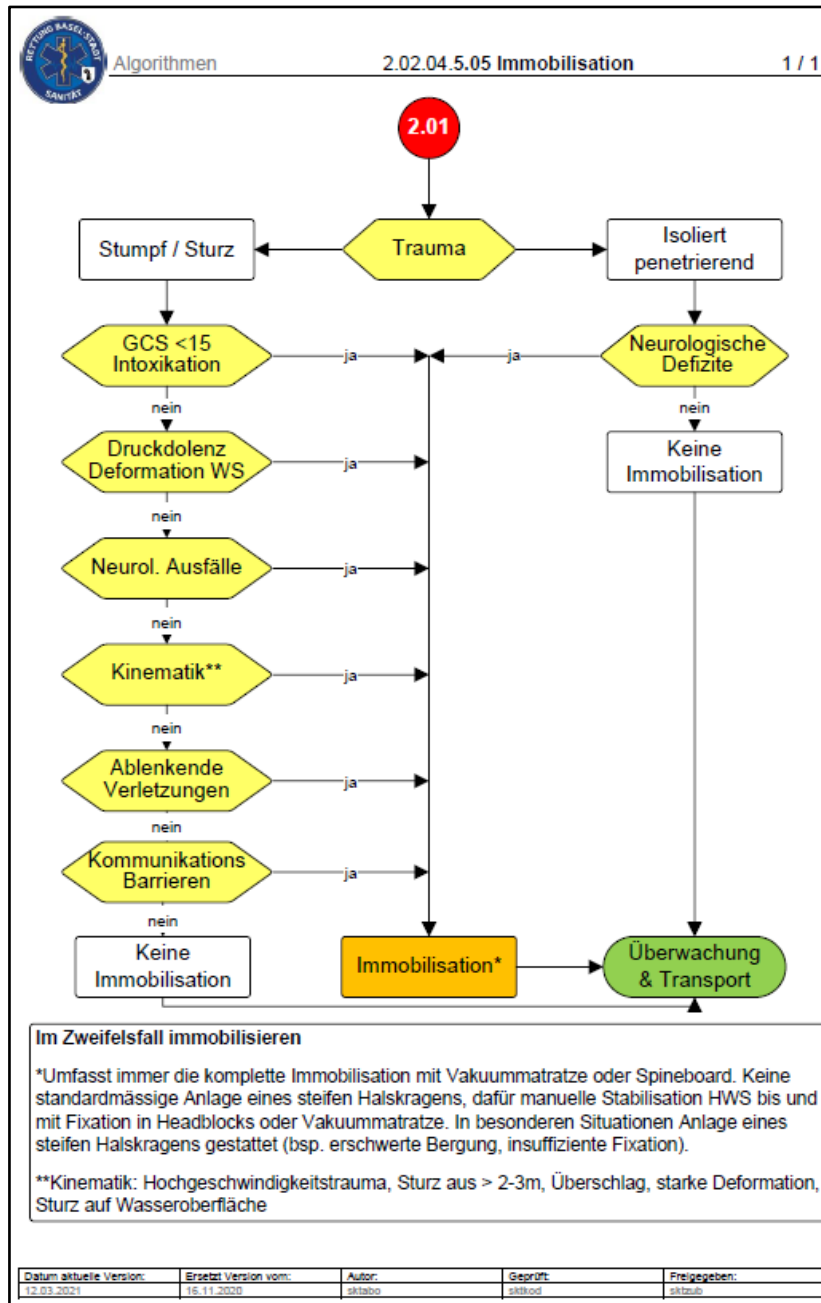 RETTUNG BASEL-STADT
SANITÄT
Algorithmen 2.02.04.5.05 Immobilisation 1 / 1
2.01
Stumpf / Sturz
Trauma
Isoliert
penetrierend
GCS <15
Intoxikation
ja
ja
Neurologische
Defizite
nein
nein
Druckdolenz
Deformation WS
ja
Keine
Immobilisation
nein
Neurol. Ausfälle
ja
nein
Kinematik**
ja
nein
Ablenkende
Verletzungen
ja
nein
Kommunikations
Barrieren
ja
nein
Keine
Immobilisation
Immobilisation*
Überwachung
& Transport
Im Zweifelsfall immobilisieren
*Umfasst immer die komplette Immobilisation mit Vakuummatratze oder Spineboard. Keine
standardmässige Anlage eines steifen Halskragens, dafür manuelle Stabilisation HWS bis und
mit Fixation in Headblocks oder Vakuummatratze. In besonderen Situationen Anlage eines
steifen Halskragens gestattet (bsp. erschwerte Bergung, insuffiziente Fixation).
**Kinematik: Hochgeschwindigkeitstrauma, Sturz aus > 2-3m, Überschlag, starke Deformation,
Sturz auf Wasseroberfläche
Datum aktuelle Version: Ersetzt Version vom: Autor: Geprüft: Freigegeben:
12.03.2021 16.11.2020 sktabo sktkod sktzub